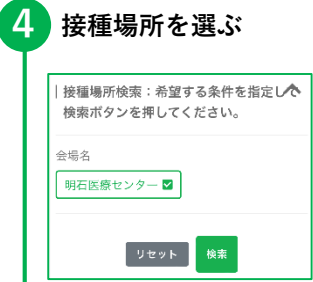 4 接種場所を選ぶ
接種場所検索：希望する条件を指定して
検索ボタンを押してください。
会場名
明石医療センター
リセット 検索